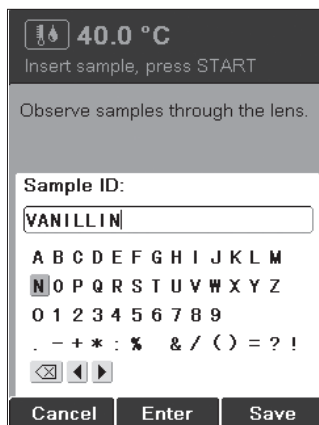 40.0 °C
Insert sample, press START
Observe samples through the lens.
Sample ID:
VANILLIN
A B C D E F G H I J K L M
N O P Q R S T U V W X Y Z
0 1 2 3 4 5 6 7 8 9
. - + * : % & / ( ) = ? !
Cancel Enter Save